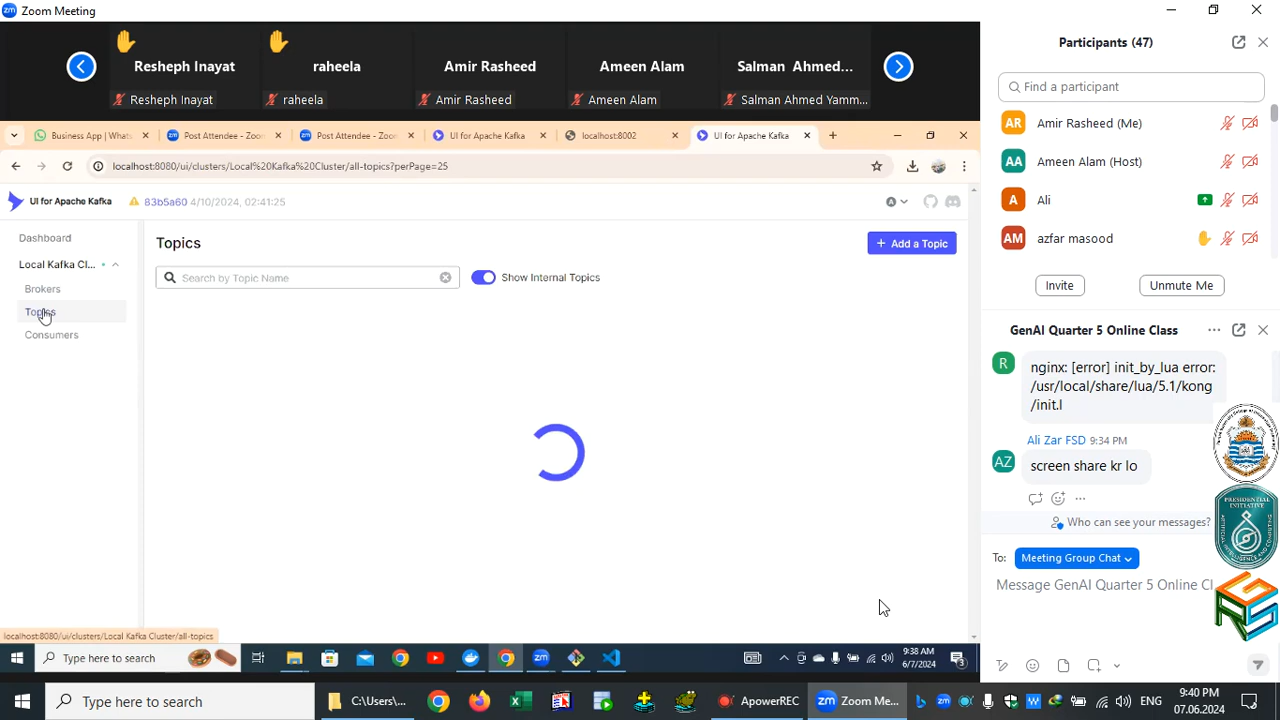 Zoom Meeting
Resheph Inayat
raheela
Amir Rasheed
Ameen Alam
Salman Ahmed...
Resheph Inayat
raheela
Amir Rasheed
Ameen Alam
Salman Ahmed Yamm...
Business App | What
Post Attendee - Zoo
Post Attendee - Zoo
UI for Apache Kafka
localhost:8002
UI for Apache Kafka
localhost:8080/ui/clusters/Local%20Kafka%20Cluster/all-topics?perPage=25
UI for Apache Kafka
83b5a60 4/10/2024, 02:41:25
A
Dashboard
Local Kafka Cl...
Brokers
Topics
Consumers
Topics
+ Add a Topic
Search by Topic Name
Show Internal Topics
localhost:8080/ui/clusters/Local Kafka Cluster/all-topics
Type here to search
9:38 AM
6/7/2024
3
Participants (47)
Find a participant
AR Amir Rasheed (Me)
AA Ameen Alam (Host)
A Ali
AM azfar masood
Invite
Unmute Me
GenAI Quarter 5 Online Class
R
nginx: [error] init_by_lua error:
/usr/local/share/lua/5.1/kong
/init.l
Ali Zar FSD 9:34 PM
AZ screen share kr lo
Who can see your messages?
To: Meeting Group Chat
Message GenAI Quarter 5 Online Cl
PRESIDENTIAL
INITIATIVE
Type here to search
C:\Users\...
ApowerREC
Zoom Me...
ENG
9:40 PM
07.06.2024